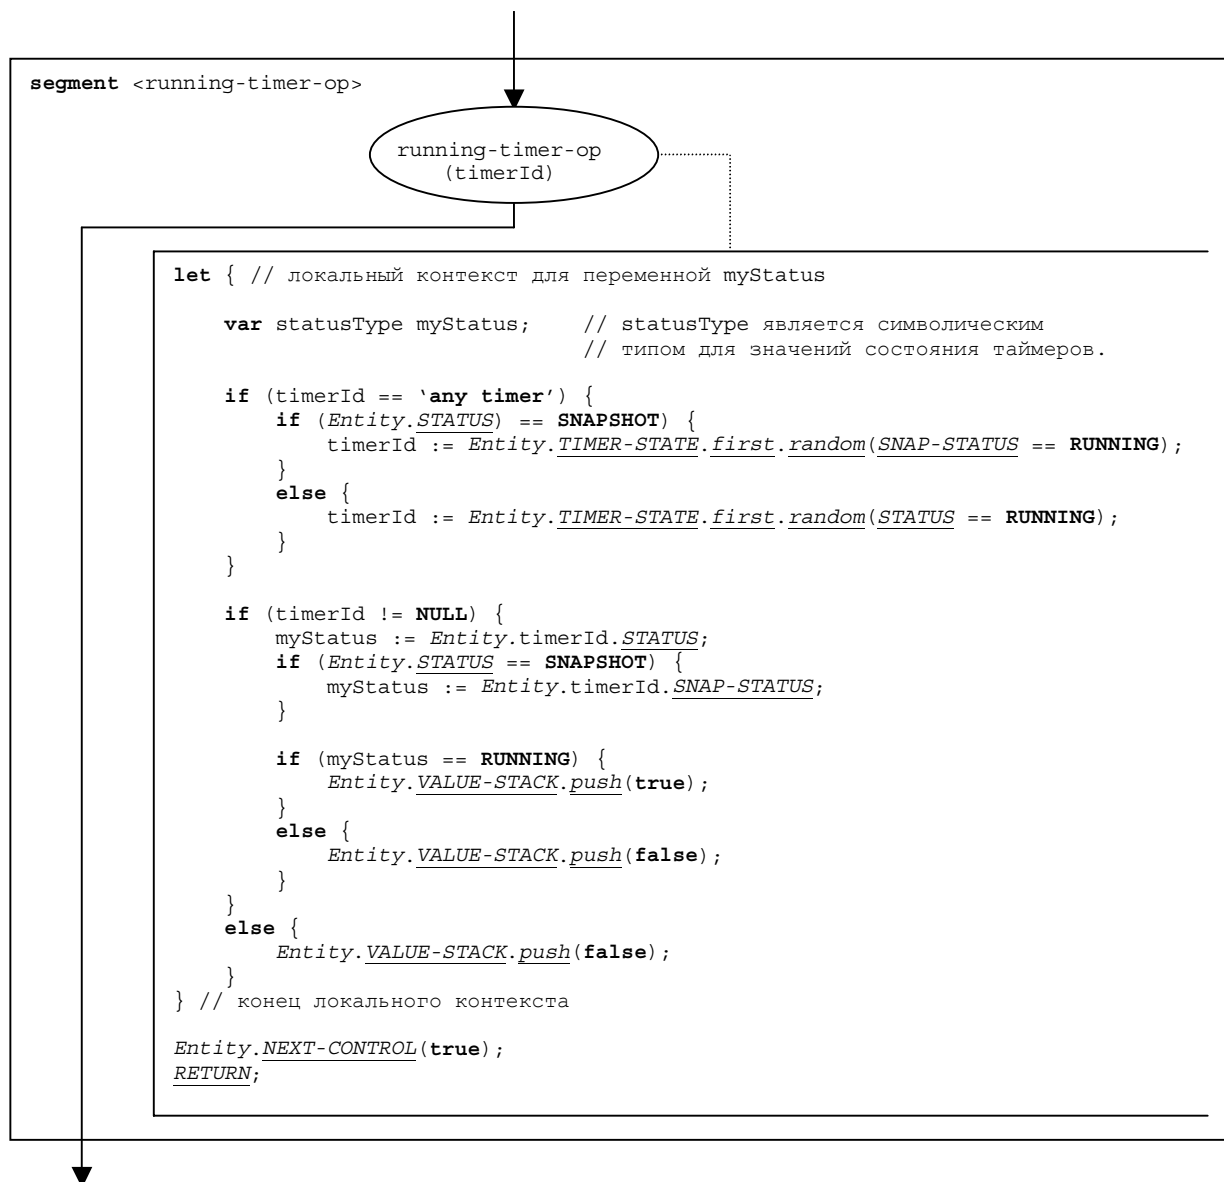 segment <running-timer-op>
running-timer-op
(timerId)
let { // локальный контекст для переменной myStatus
var statusType myStatus; // statusType является символическим
// типом для значений состояния таймеров.
if (timerId == ‘any timer’) {
if (Entity.STATUS) == SNAPSHOT) {
timerId := Entity.TIMER-STATE.first.random(SNAP-STATUS == RUNNING);
}
else {
timerId := Entity.TIMER-STATE.first.random(STATUS == RUNNING);
}
}
if (timerId != NULL) {
myStatus := Entity.timerId.STATUS;
if (Entity.STATUS == SNAPSHOT) {
myStatus := Entity.timerId.SNAP-STATUS;
}
if (myStatus == RUNNING) {
Entity.VALUE-STACK.push(true);
}
else {
Entity.VALUE-STACK.push(false);
}
}
else {
Entity.VALUE-STACK.push(false);
}
} // конец локального контекста
Entity.NEXT-CONTROL(true);
RETURN;